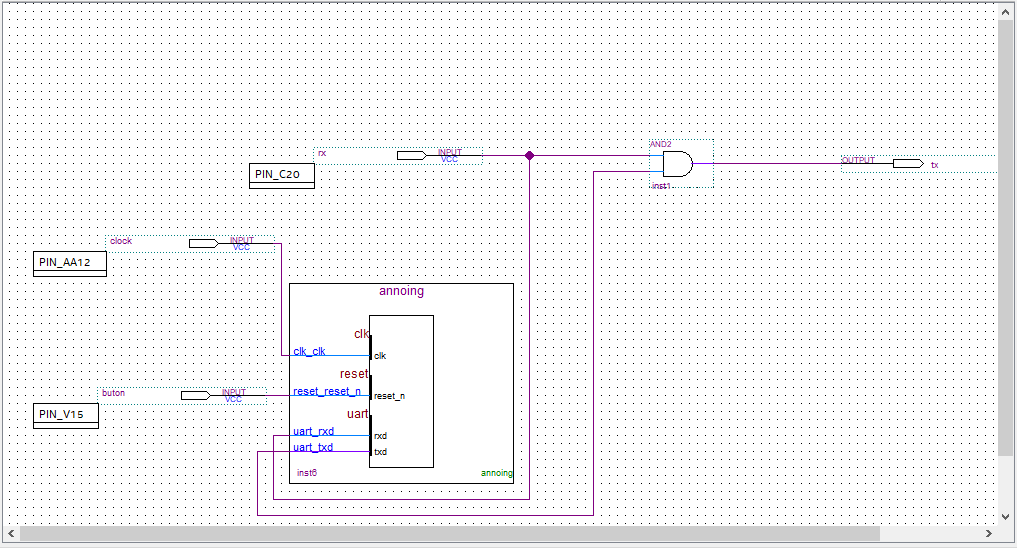 AND2
rx
INPUT
VCC
OUTPUT
tx
PIN_C20
inst1
clock
INPUT
VCC
PIN_AA12
annoing
clk
clk_clk
clk
reset
reset_reset_n
reset_n
buton
INPUT
VCC
PIN_V15
uart
uart_rxd
rxd
uart_txd
txd
inst6
annoing